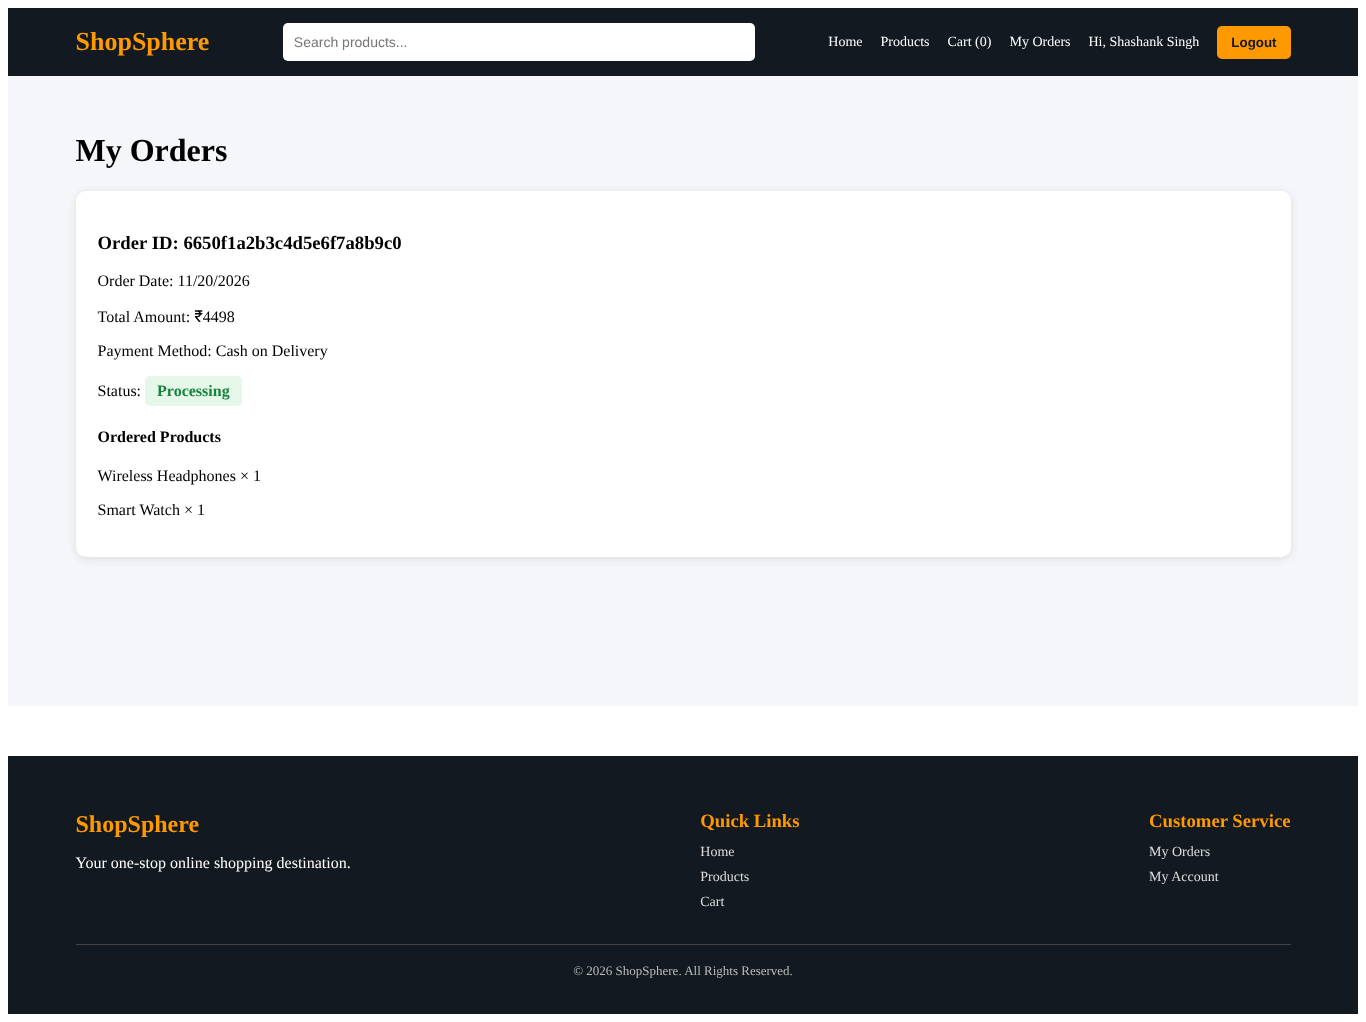 ShopSphere
Search products...
Home
Products
Cart (0)
My Orders
Hi, Shashank Singh
Logout
My Orders
Order ID: 6650f1a2b3c4d5e6f7a8b9c0
Order Date: 11/20/2026
Total Amount: ₹4498
Payment Method: Cash on Delivery
Status: Processing
Ordered Products
Wireless Headphones × 1
Smart Watch × 1
ShopSphere
Your one-stop online shopping destination.
Quick Links
Home
Products
Cart
Customer Service
My Orders
My Account
© 2026 ShopSphere. All Rights Reserved.